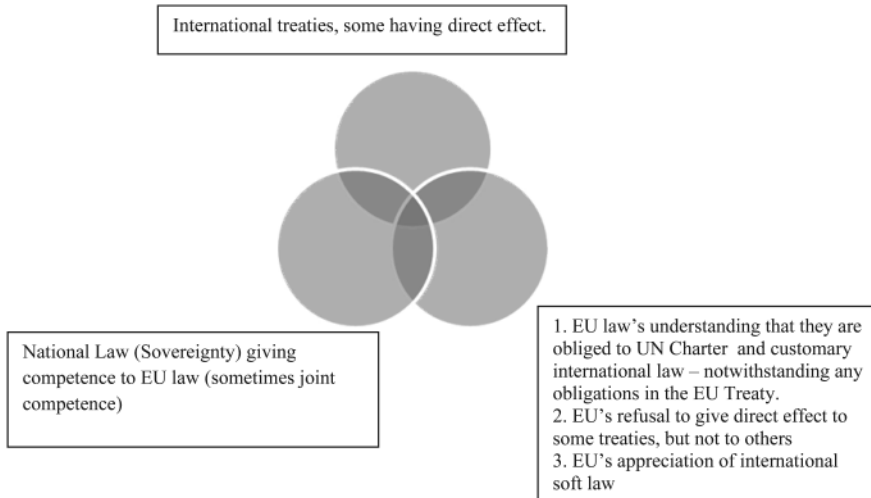 International treaties, some having direct effect.
National Law (Sovereignty) giving
competence to EU law (sometimes joint
competence)
1. EU law’s understanding that they are
obliged to UN Charter and customary
international law – notwithstanding any
obligations in the EU Treaty.
2. EU’s refusal to give direct effect to
some treaties, but not to others
3. EU’s appreciation of international
soft law